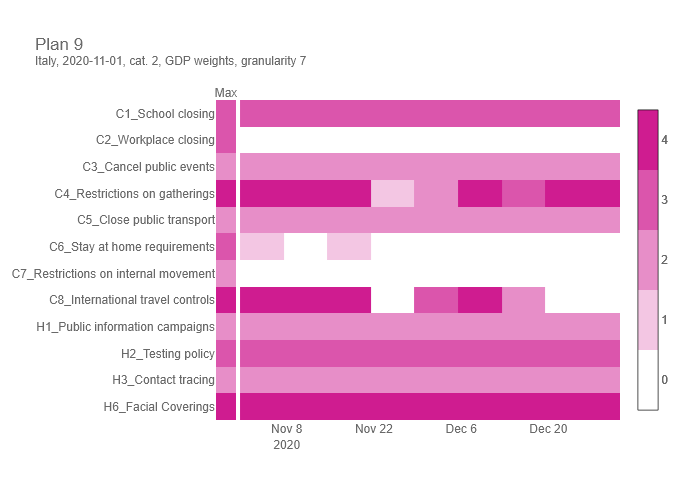 Plan 9
Italy, 2020-11-01, cat. 2, GDP weights, granularity 7
Max
C1_School closing
C2_Workplace closing
C3_Cancel public events
C4_Restrictions on gatherings
C5_Close public transport
C6_Stay at home requirements
C7_Restrictions on internal movement
C8_International travel controls
H1_Public information campaigns
H2_Testing policy
H3_Contact tracing
H6_Facial Coverings
Nov 8
2020
Nov 22
Dec 6
Dec 20
4
3
2
1
0